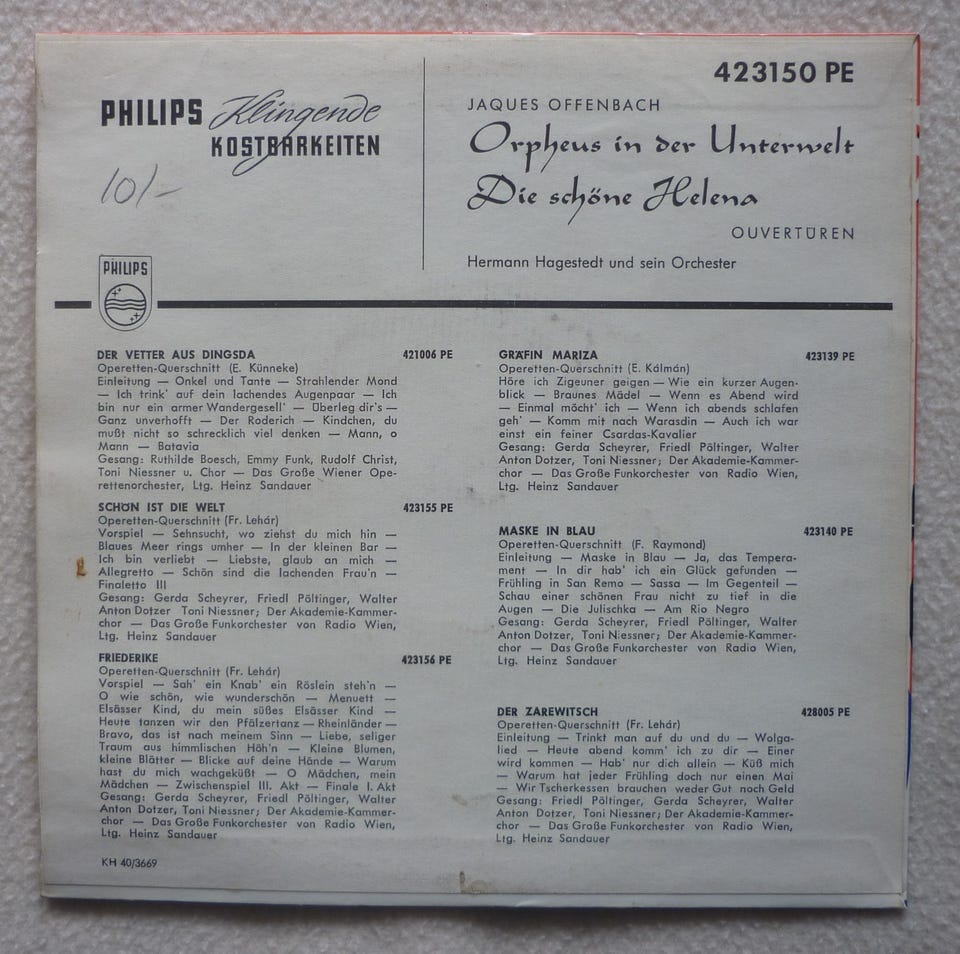 423150 PE
PHILIPS Klingende
KOSTBARKEITEN
10/-
JAQUES OFFENBACH
Orpheus in der Unterwelt
Die schöne Helena
OUVERTÜREN
Hermann Hagestedt und sein Orchester
PHILIPS
DER VETTER AUS DINGSDA 421006 PE
Operetten-Querschnitt (E. Künneke)
Einleitung — Onkel und Tante — Strahlender Mond
— Ich trink' auf dein lachendes Augenpaar — Ich
bin nur ein armer Wandergesell' — Überleg dir's —
Ganz unverhofft — Der Roderich — Kindchen, du
mußt nicht so schrecklich viel denken — Mann, o
Mann — Batavia
Gesang: Ruthilde Boesch, Emmy Funk, Rudolf Christ,
Toni Niessner u. Chor — Das Große Wiener Ope-
rettenorchester, Ltg. Heinz Sandauer
SCHÖN IST DIE WELT 423155 PE
Operetten-Querschnitt (Fr. Lehár)
Vorspiel — Sehnsucht, wo ziehst du mich hin —
Blaues Meer rings umher — In der kleinen Bar —
Ich bin verliebt — Liebste, glaub an mich —
Allegretto — Schön sind die lachenden Frau'n —
Finaletto III
Gesang: Gerda Scheyrer, Friedl Pöltinger, Walter
Anton Dotzer Toni Niessner; Der Akademie-Kammer-
chor — Das Große Funkorchester von Radio Wien,
Ltg. Heinz Sandauer
FRIEDERIKE 423156 PE
Operetten-Querschnitt (Fr. Lehár)
Vorspiel — Sah' ein Knab' ein Röslein steh'n —
O wie schön, wie wunderschön — Menuett —
Elsässer Kind, du mein süßes Elsässer Kind —
Heute tanzen wir den Pfälzertanz — Rheinländer —
Bravo, das ist nach meinem Sinn — Liebe, seliger
Traum aus himmlischen Höh'n — Kleine Blumen,
kleine Blätter — Blicke auf deine Hände — Warum
hast du mich wachgeküßt — O Mädchen, mein
Mädchen — Zwischenspiel III. Akt — Finale I. Akt
Gesang: Gerda Scheyrer, Friedl Pöltinger, Walter
Anton Dotzer, Toni Niessner; Der Akademie-Kammer-
chor — Das Große Funkorchester von Radio Wien,
Ltg. Heinz Sandauer
KH 40/3669
GRÄFIN MARIZA 423139 PE
Operetten-Querschnitt (E. Kálmán)
Höre ich Zigeuner geigen — Wie ein kurzer Augen-
blick — Braunes Mädel — Wenn es Abend wird
— Einmal möcht' ich — Wenn ich abends schlafen
geh' — Komm mit nach Warasdin — Auch ich war
einst ein feiner Csardas-Kavalier
Gesang: Gerda Scheyrer, Friedl Pöltinger, Walter
Anton Dotzer, Toni Niessner; Der Akademie-Kammer-
chor — Das Große Funkorchester von Radio Wien,
Ltg. Heinz Sandauer
MASKE IN BLAU 423140 PE
Operetten-Querschnitt (F. Raymond)
Einleitung — Maske in Blau — Ja, das Tempera-
ment — In dir hab' ich ein Glück gefunden —
Frühling in San Remo — Sassa — Im Gegenteil —
Schau einer schönen Frau nicht zu tief in die
Augen — Die Julischka — Am Rio Negro
Gesang: Gerda Scheyrer, Friedl Pöltinger, Walter
Anton Dotzer, Toni Niessner; Der Akademie-Kammer-
chor — Das Große Funkorchester von Radio Wien,
Ltg. Heinz Sandauer
DER ZAREWITSCH 428005 PE
Operetten-Querschnitt (Fr. Lehár)
Einleitung — Trinkt man auf du und du — Wolga-
lied — Heute abend komm' ich zu dir — Einer
wird kommen — Hab' nur dich allein — Küß mich
— Warum hat jeder Frühling doch nur einen Mai
— Wir Tscherkessen brauchen weder Gut noch Geld
Gesang: Friedl Pöltinger, Gerda Scheyrer, Walter
Anton Dotzer, Toni Niessner; Der Akademie-Kammer-
chor — Das Große Funkorchester von Radio Wien,
Ltg. Heinz Sandauer